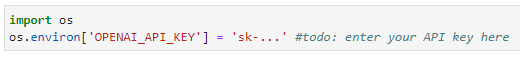 import os
os.environ['OPENAI_API_KEY'] = 'sk-...' #todo: enter your API key here